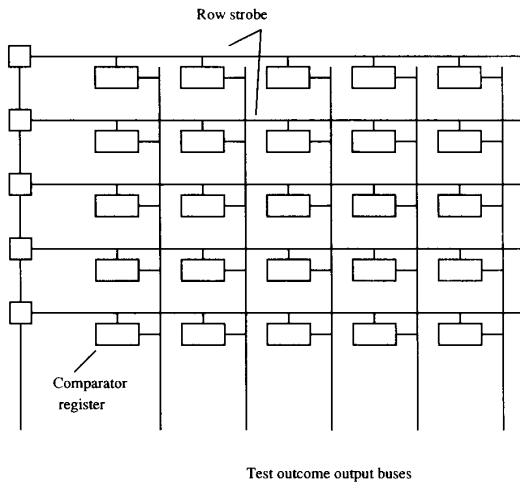 Row strobe
Comparator
register
Test outcome output buses